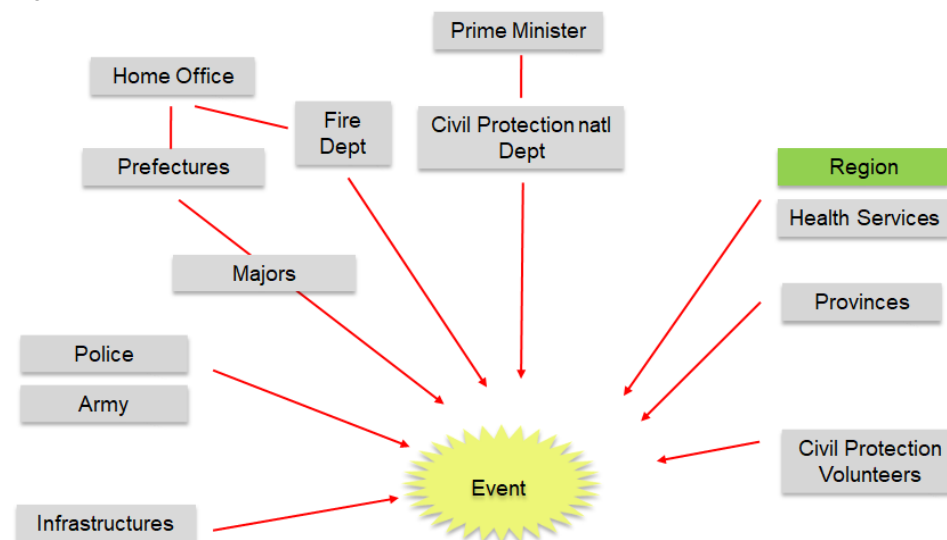 Prime Minister
Home Office
Fire
Dept
Civil Protection natl
Dept
Prefectures
Region
Health Services
Majors
Provinces
Police
Army
Civil Protection
Volunteers
Event
Infrastructures